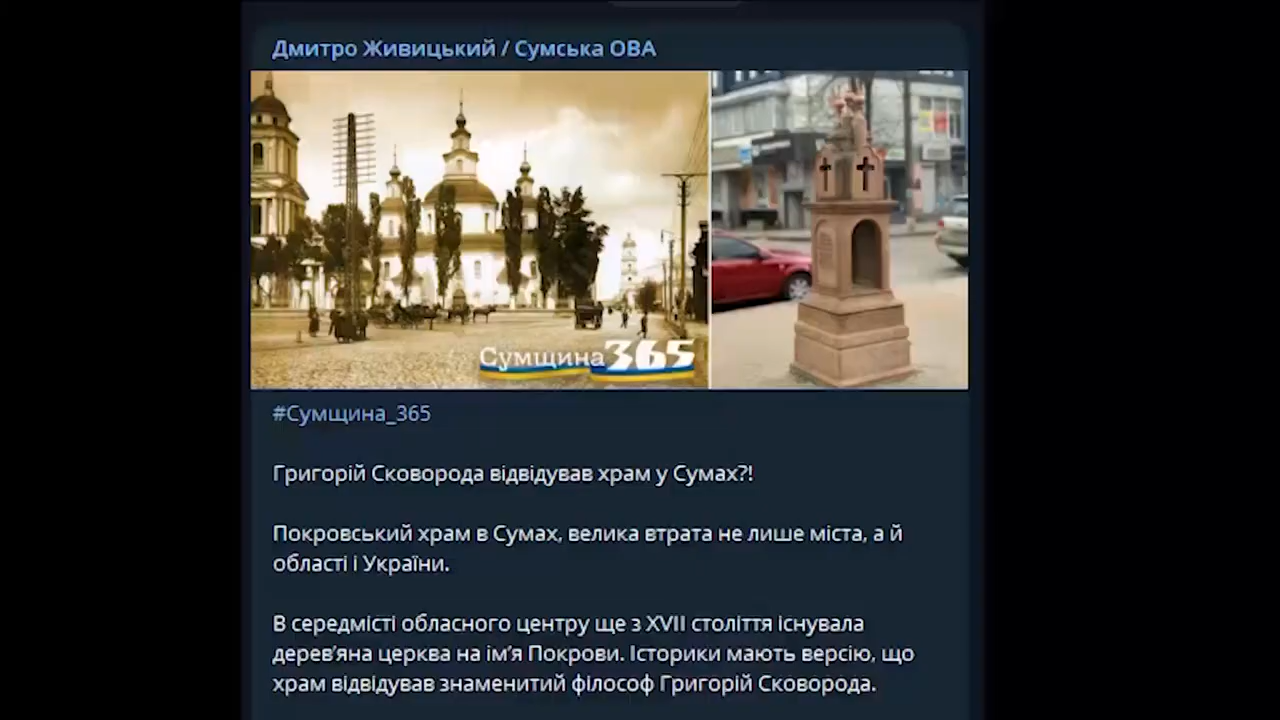 Дмитро Живицький / Сумська ОВА
Сумщина365
#Сумщина_365
Григорій Сковорода відвідував храм у Сумах?!
Покровський храм в Сумах, велика втрата не лише міста, а й
області і України.
В середмісті обласного центру ще з XVII століття існувала
дерев’яна церква на ім’я Покрови. Історики мають версію, що
храм відвідував знаменитий філософ Григорій Сковорода.